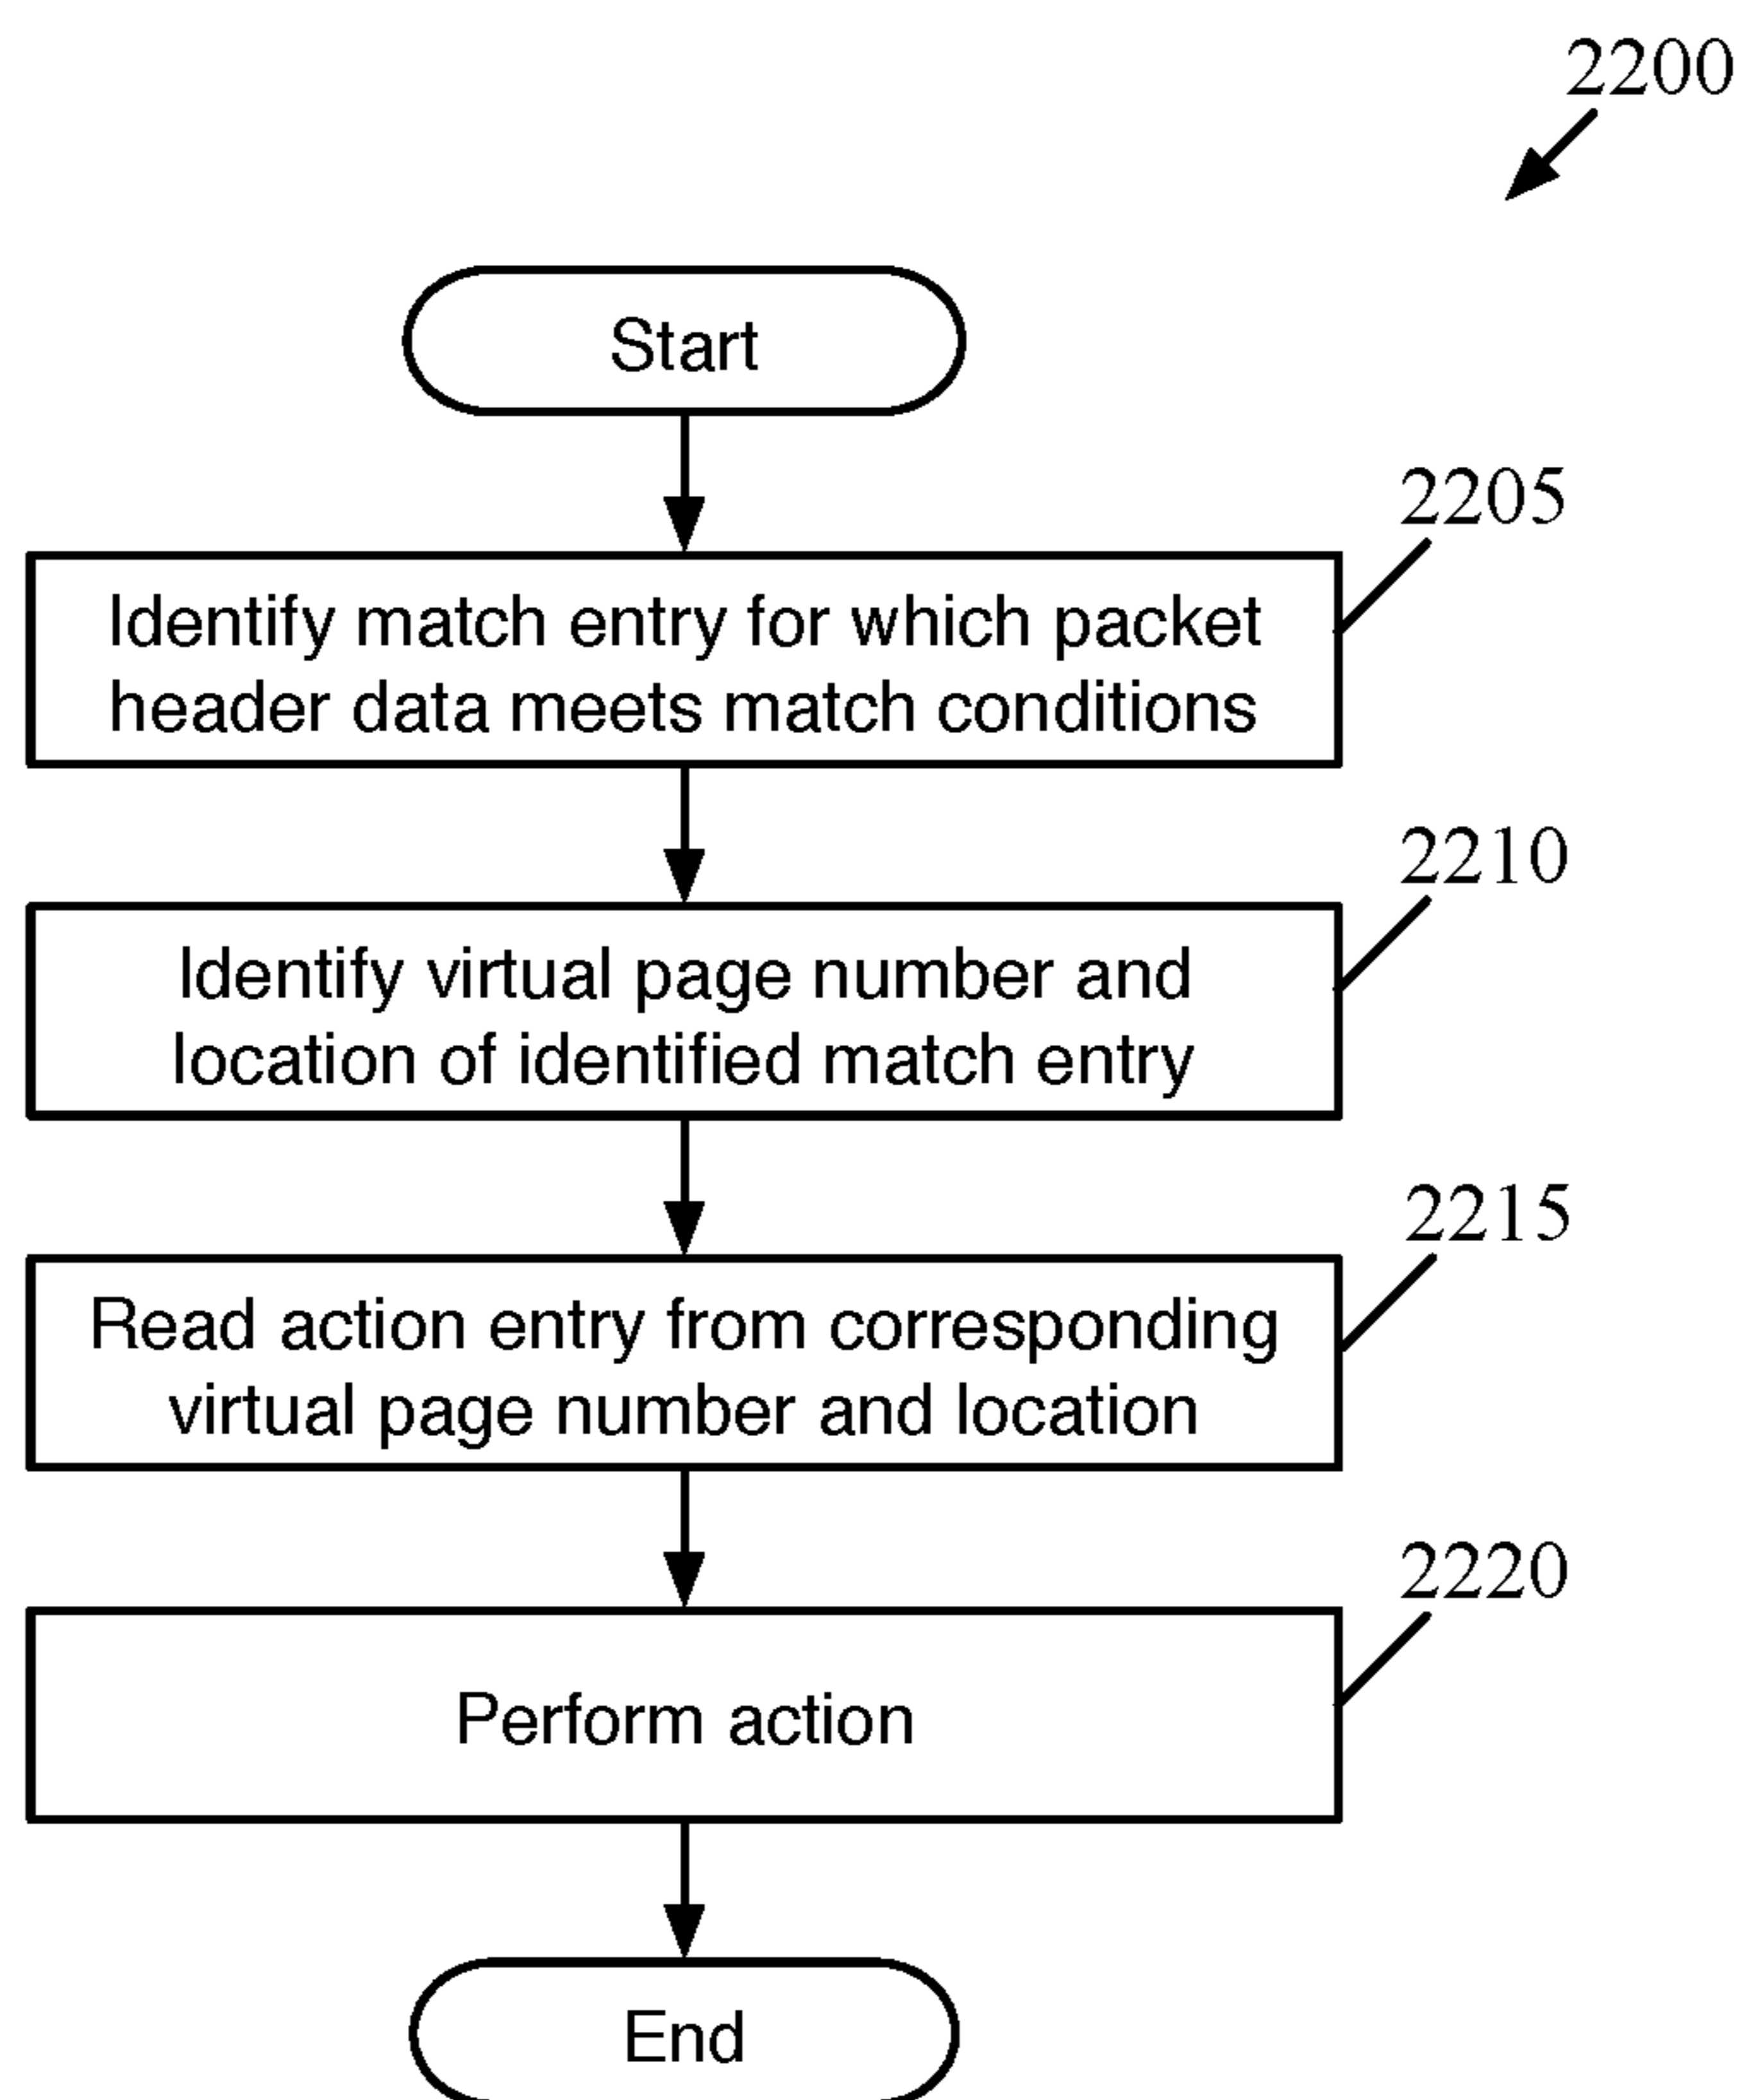 2200
Start
2205
Identify match entry for which packet
header data meets match conditions
2210
Identify virtual page number and
location of identified match entry
2215
Read action entry from corresponding
virtual page number and location
2220
Perform action
End